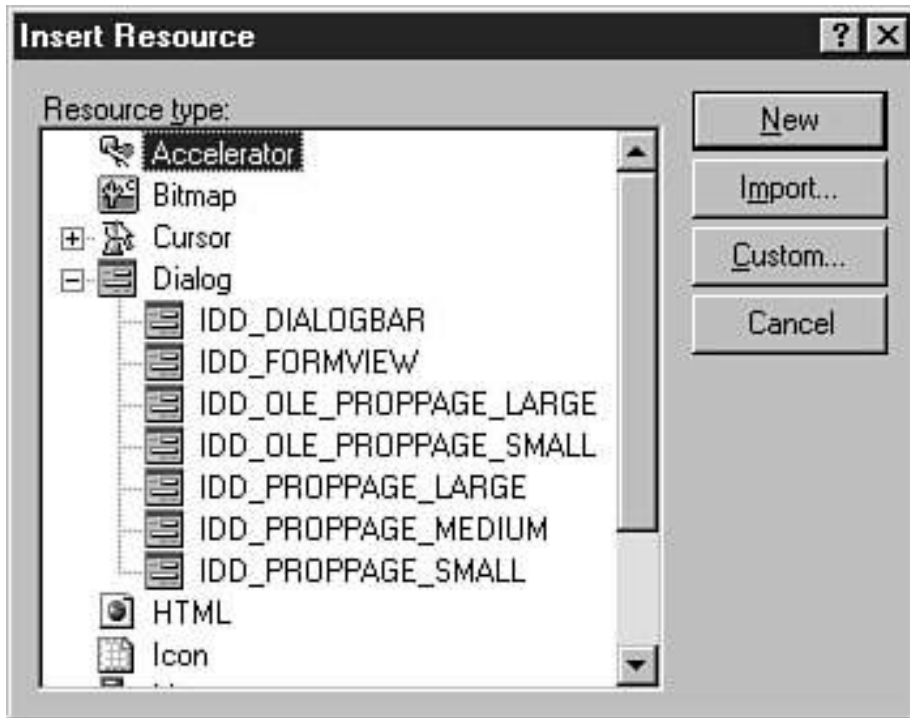 Insert Resource
Resource type:
Accelerator
Bitmap
Cursor
Dialog
IDD_DIALOGBAR
IDD_FORMVIEW
IDD_OLE_PROPPAGE_LARGE
IDD_OLE_PROPPAGE_SMALL
IDD_PROPPAGE_LARGE
IDD_PROPPAGE_MEDIUM
IDD_PROPPAGE_SMALL
HTML
Icon
New
Import...
Custom...
Cancel